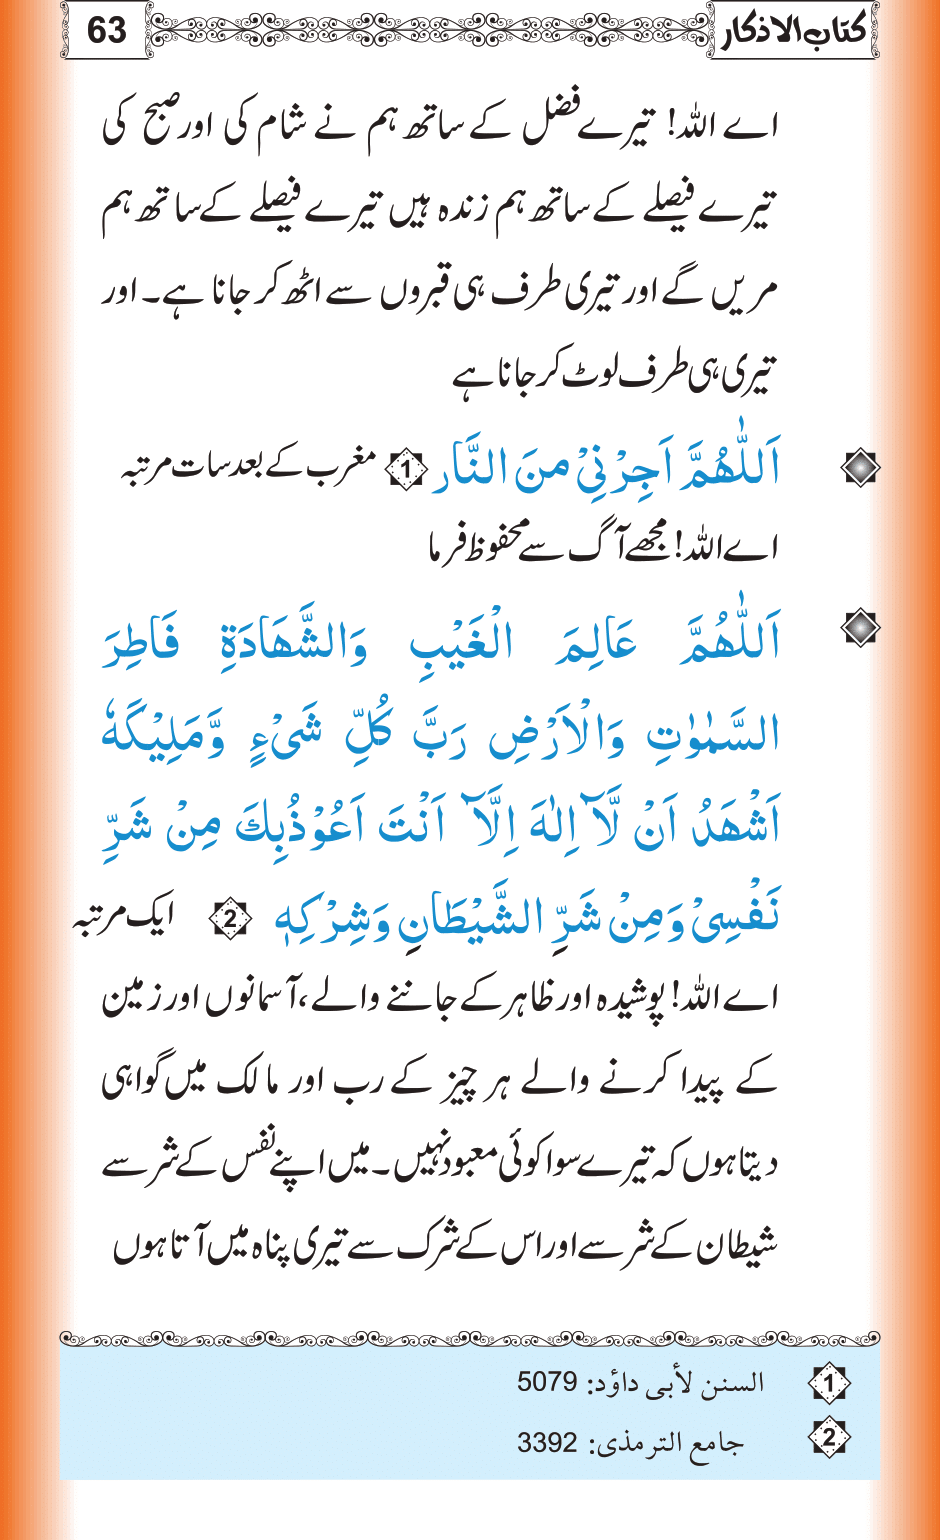 کتاب الاذکار 63
اے اللہ! تیرے فضل کے ساتھ ہم نے شام کی اور صبح کی
تیرے فیصلے کے ساتھ ہم زندہ ہیں تیرے فیصلے کے ساتھ ہم
مریں گے اور تیری طرف ہی قبروں سے اٹھ کر جانا ہے۔ اور
تیری ہی طرف لوٹ کر جانا ہے
اَللّٰهُمَّ اَجِرْنِیْ مِنَ النَّار 1 مغرب کے بعد سات مرتبہ
اے اللہ! مجھے آگ سے محفوظ فرما
اَللّٰهُمَّ عَالِمَ الْغَیْبِ وَالشَّهَادَةِ فَاطِرَ
السَّمٰوٰتِ وَالْاَرْضِ رَبَّ كُلِّ شَیْءٍ وَّمَلِیْكَهٗ
اَشْهَدُ اَنْ لَّآ اِلٰهَ اِلَّآ اَنْتَ اَعُوْذُبِكَ مِنْ شَرِّ
نَفْسِیْ وَمِنْ شَرِّ الشَّیْطَانِ وَشِرْكِهٖ 2 ایک مرتبہ
اے اللہ! پوشیدہ اور ظاہر کے جاننے والے، آسمانوں اور زمین
کے پیدا کرنے والے ہر چیز کے رب اور مالک میں گواہی
دیتا ہوں کہ تیرے سوا کوئی معبود نہیں۔ میں اپنے نفس کے شر سے
شیطان کے شر سے اور اس کے شرک سے تیری پناہ میں آتا ہوں
1 السنن لأبی داؤد: 5079
2 جامع الترمذی: 3392